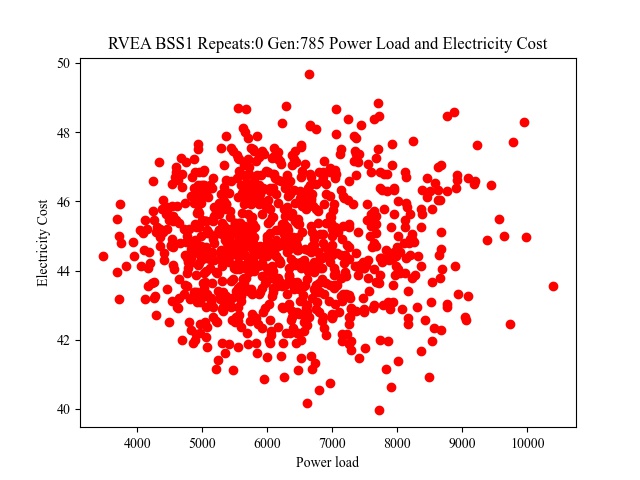 RVEA BSS1 Repeats:0 Gen:785 Power Load and Electricity Cost
50
48
46
44
42
40
Electricity Cost
4000 5000 6000 7000 8000 9000 10000
Power load